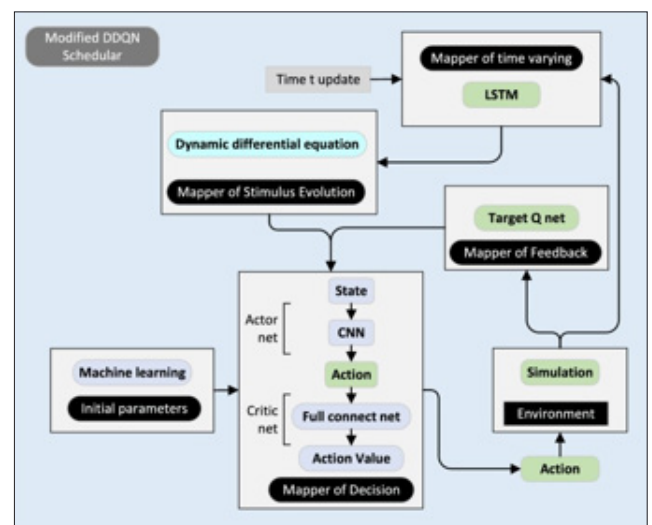 Modified DDQN
Schedular
Mapper of time varying
Time t update
LSTM
Dynamic differential equation
Mapper of Stimulus Evolution
Target Q net
Mapper of Feedback
State
Actor
net
CNN
Action
Machine learning
Initial parameters
Critic
net
Full connect net
Action Value
Mapper of Decision
Simulation
Environment
Action